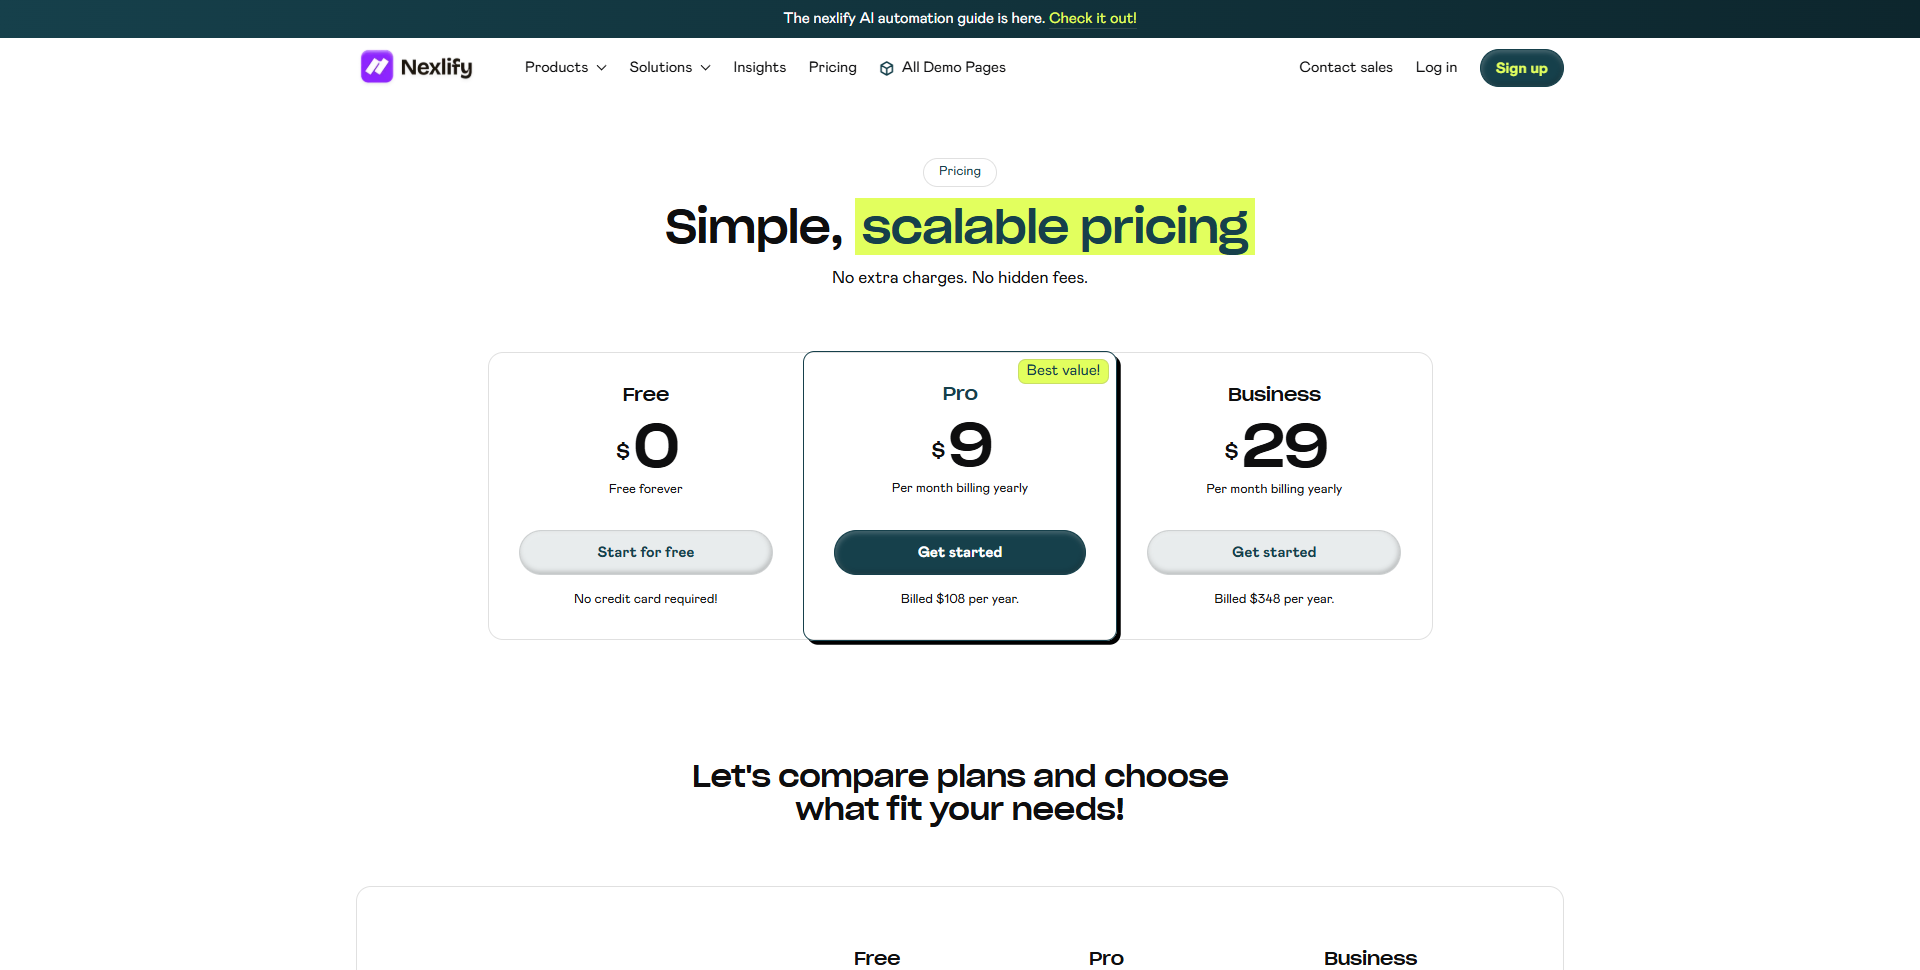 The nexlify AI automation guide is here. Check it out!
Nexlify
Products
Solutions
Insights
Pricing
All Demo Pages
Contact sales
Log in
Sign up
Pricing
Simple, scalable pricing
No extra charges. No hidden fees.
Free
$0
Free forever
Start for free
No credit card required!
Best value!
Pro
$9
Per month billing yearly
Get started
Billed $108 per year.
Business
$29
Per month billing yearly
Get started
Billed $348 per year.
Let's compare plans and choose
what fit your needs!
Free
Pro
Business